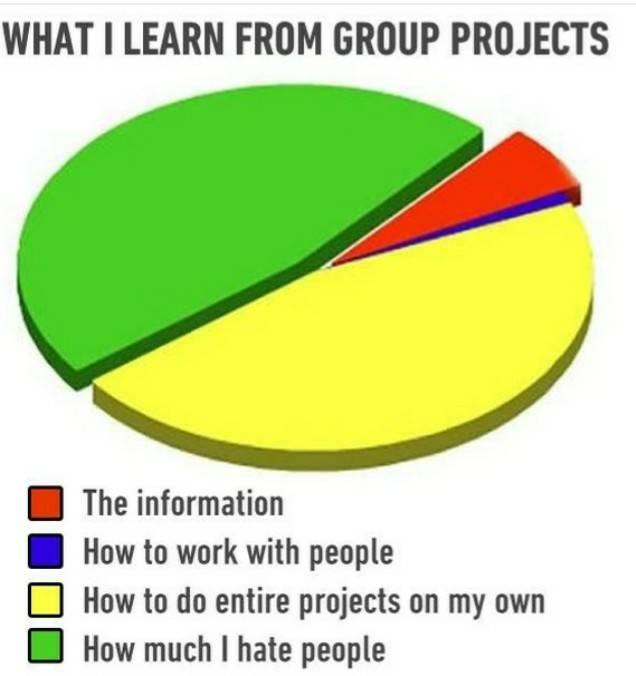 WHAT I LEARN FROM GROUP PROJECTS
The information
How to work with people
How to do entire projects on my own
How much I hate people